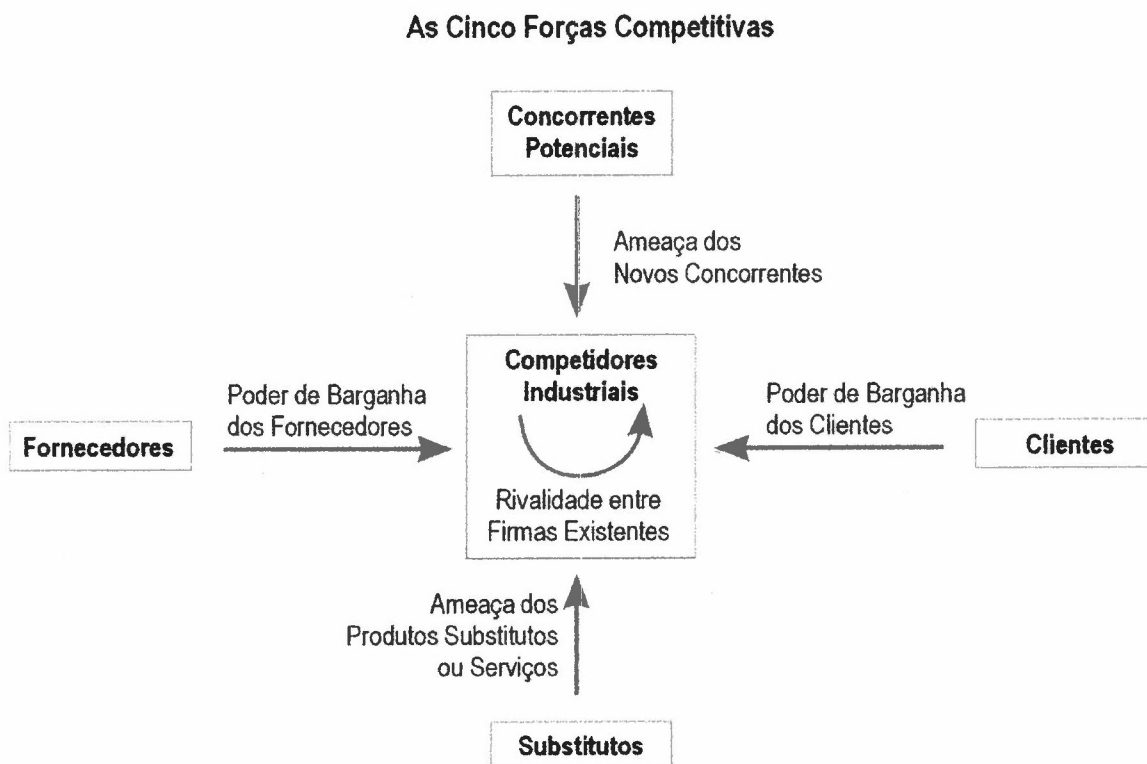 As Cinco Forças Competitivas
Concorrentes
Potenciais
Ameaça dos
Novos Concorrentes
Competidores
Industriais
Poder de Barganha
dos Fornecedores
Poder de Barganha
dos Clientes
Fornecedores
Clientes
Rivalidade entre
Firmas Existentes
Ameaça dos
Produtos Substitutos
ou Serviços
Substitutos